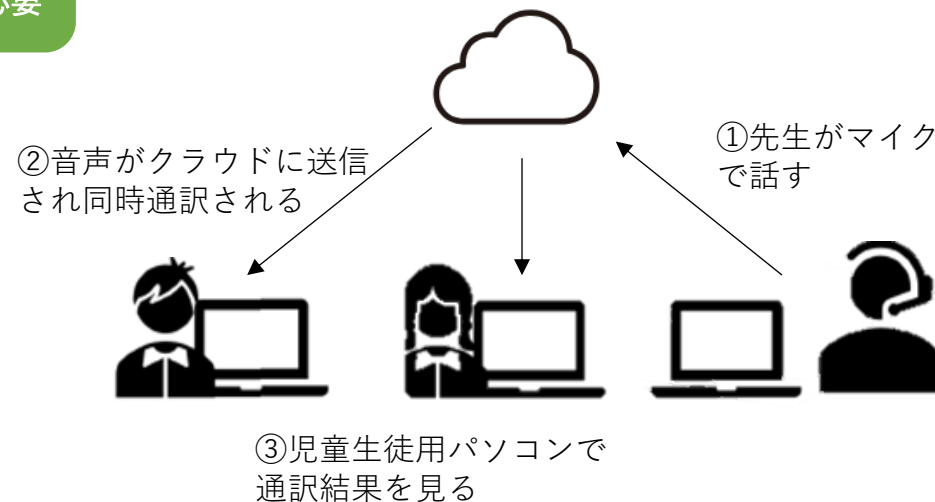 必要
①先生がマイク
で話す
②音声がクラウドに送信
され同時通訳される
③児童生徒用パソコンで
通訳結果を見る